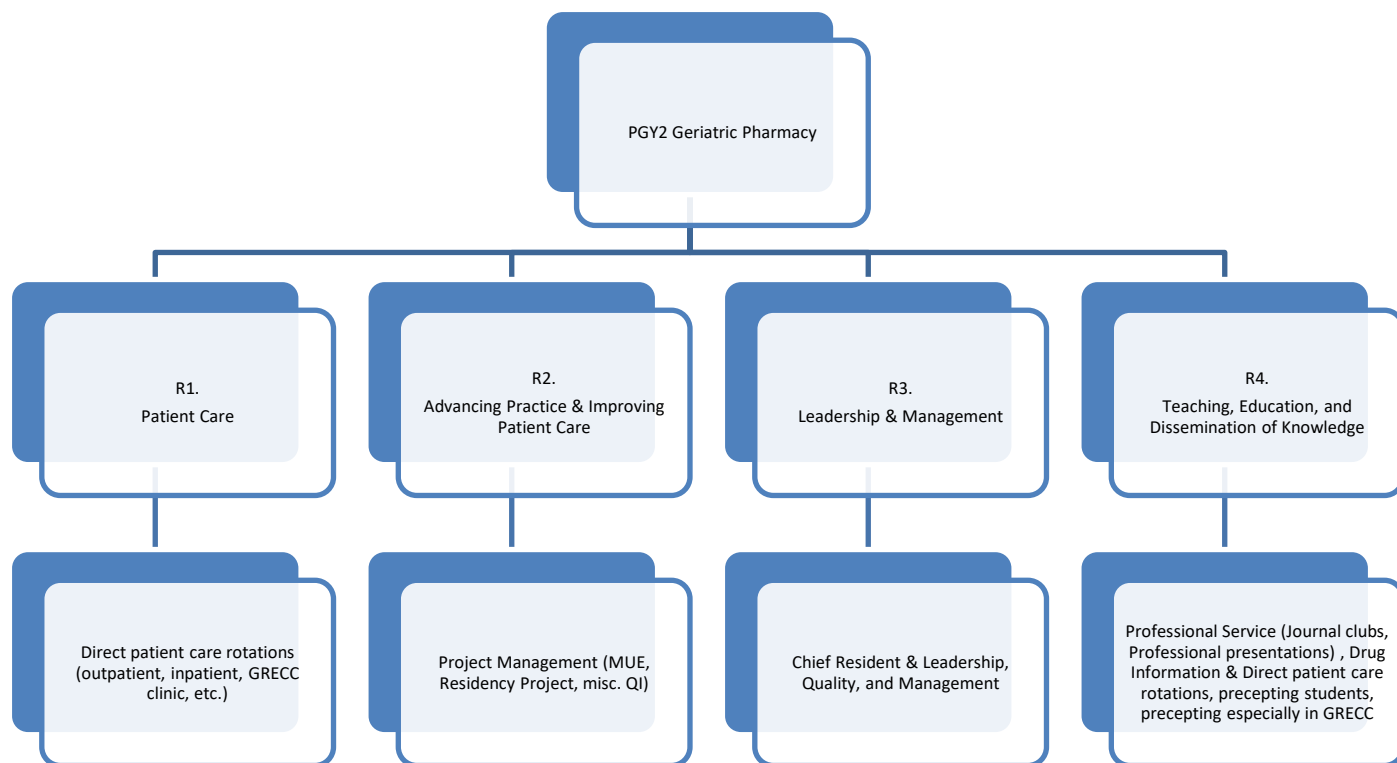 PGY2 Geriatric Pharmacy
R1.
Patient Care
R2.
Advancing Practice & Improving
Patient Care
R3.
Leadership & Management
R4.
Teaching, Education, and
Dissemination of Knowledge
Direct patient care rotations
(outpatient, inpatient, GRECC
clinic, etc.)
Project Management (MUE,
Residency Project, misc. QI)
Chief Resident & Leadership,
Quality, and Management
Professional Service (Journal clubs,
Professional presentations) , Drug
Information & Direct patient care
rotations, precepting students,
precepting especially in GRECC